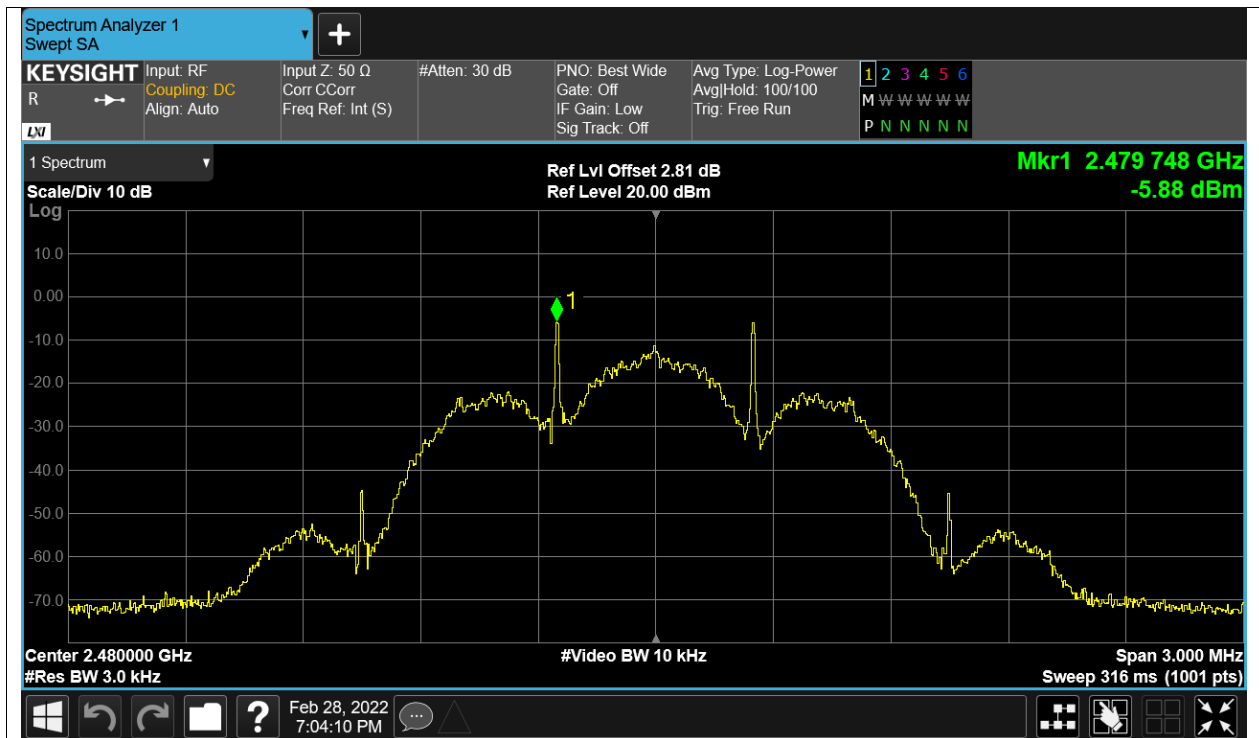 Spectrum Analyzer 1
Swept SA
KEYSIGHT
R
LXI
Input: RF
Coupling: DC
Align: Auto
Input Z: 50 Ω
Corr CCorr
Freq Ref: Int (S)
#Atten: 30 dB
PNO: Best Wide
Gate: Off
IF Gain: Low
Sig Track: Off
Avg Type: Log-Power
Avg|Hold: 100/100
Trig: Free Run
1 2 3 4 5 6
M W W W W W
P N N N N N
1 Spectrum
Scale/Div 10 dB
Ref Lvl Offset 2.81 dB
Ref Level 20.00 dBm
Mkr1 2.479 748 GHz
-5.88 dBm
Log
10.0
0.00
-10.0
-20.0
-30.0
-40.0
-50.0
-60.0
-70.0
1
Center 2.480000 GHz
#Res BW 3.0 kHz
#Video BW 10 kHz
Span 3.000 MHz
Sweep 316 ms (1001 pts)
?
Feb 28, 2022
7:04:10 PM